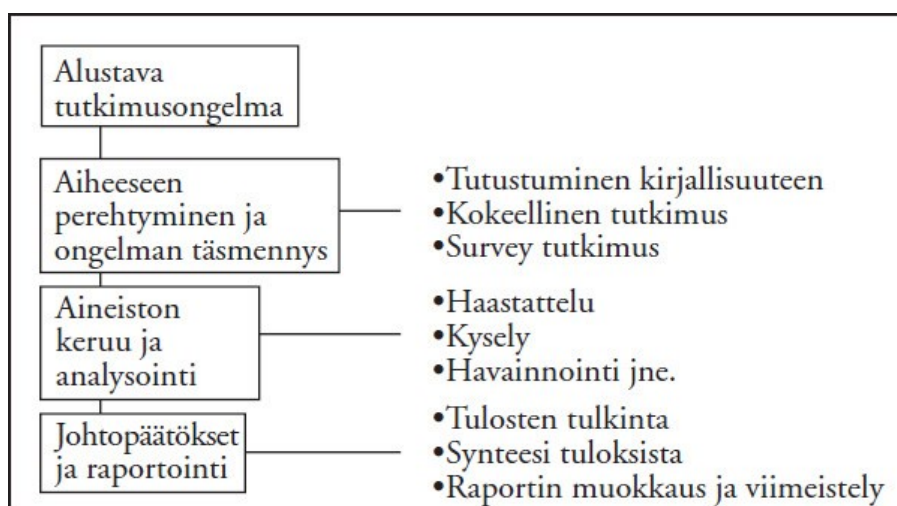 Alustava
tutkimusongelma
Aiheeseen
perehtyminen ja
ongelman täsmennys
•Tutustuminen kirjallisuuteen
•Kokeellinen tutkimus
•Survey tutkimus
Aineiston
keruu ja
analysointi
•Haastattelu
•Kysely
•Havainnointi jne.
Johtopäätökset
ja raportointi
•Tulosten tulkinta
•Synteesi tuloksista
•Raportin muokkaus ja viimeistely